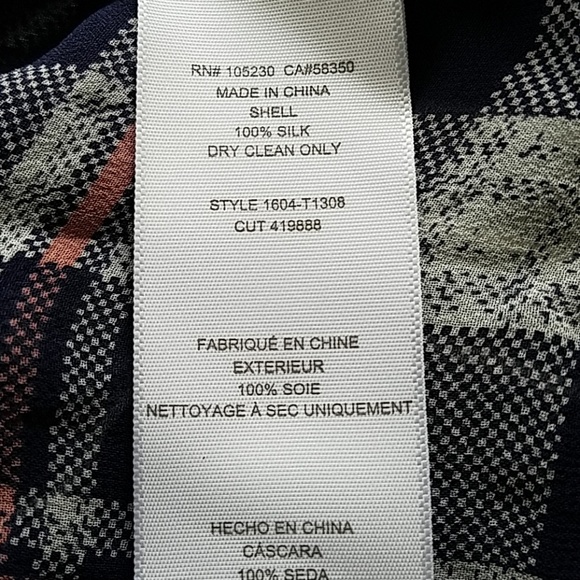 RN# 105230 CA#58350
MADE IN CHINA
SHELL
100% SILK
DRY CLEAN ONLY
STYLE 1604-T1308
CUT 419888
FABRIQUÉ EN CHINE
EXTERIEUR
100% SOIE
NETTOYAGE À SEC UNIQUEMENT
HECHO EN CHINA
CÁSCARA
100% SEDA